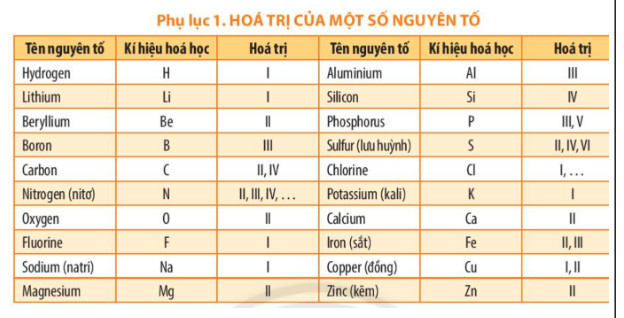 Phụ lục 1. HOÁ TRỊ CỦA MỘT SỐ NGUYÊN TỐ
Tên nguyên tố Kí hiệu hoá học Hoá trị Tên nguyên tố Kí hiệu hoá học Hoá trị
Hydrogen H I Aluminium Al III
Lithium Li I Silicon Si IV
Beryllium Be II Phosphorus P III, V
Boron B III Sulfur (lưu huỳnh) S II, IV, VI
Carbon C II, IV Chlorine Cl I, ...
Nitrogen (nitơ) N II, III, IV, ... Potassium (kali) K I
Oxygen O II Calcium Ca II
Fluorine F I Iron (sắt) Fe II, III
Sodium (natri) Na I Copper (đồng) Cu I, II
Magnesium Mg II Zinc (kẽm) Zn II